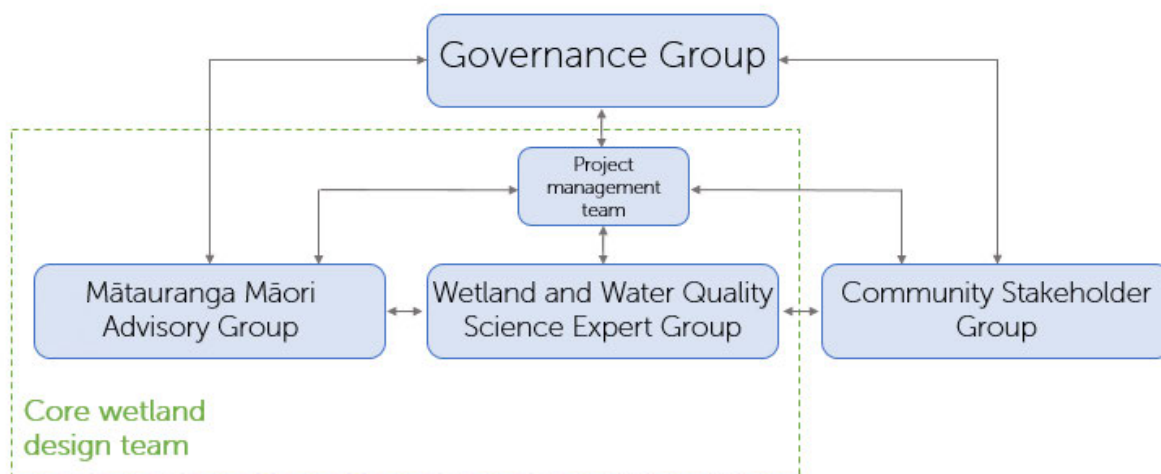 Governance Group
Project
management
team
Mātauranga Māori
Advisory Group
Wetland and Water Quality
Science Expert Group
Community Stakeholder
Group
Core wetland
design team